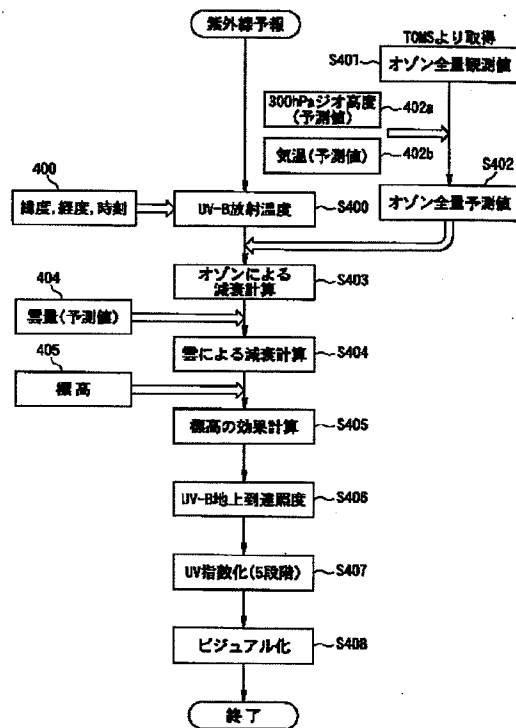 紫外線予報
TOMSより取得
S401
オゾン全量観測値
300hPaジオ高度
(予測値)
402a
気温(予測値)
402b
S402
オゾン全量予測値
400
緯度,経度,時刻
UV-B放射温度
S400
オゾンによる
減衰計算
S403
404
雲量(予測値)
雲による減衰計算
S404
405
標高
標高の効果計算
S405
UV-B地上到達照度
S406
UV指数化(5段階)
S407
ビジュアル化
S408
終了